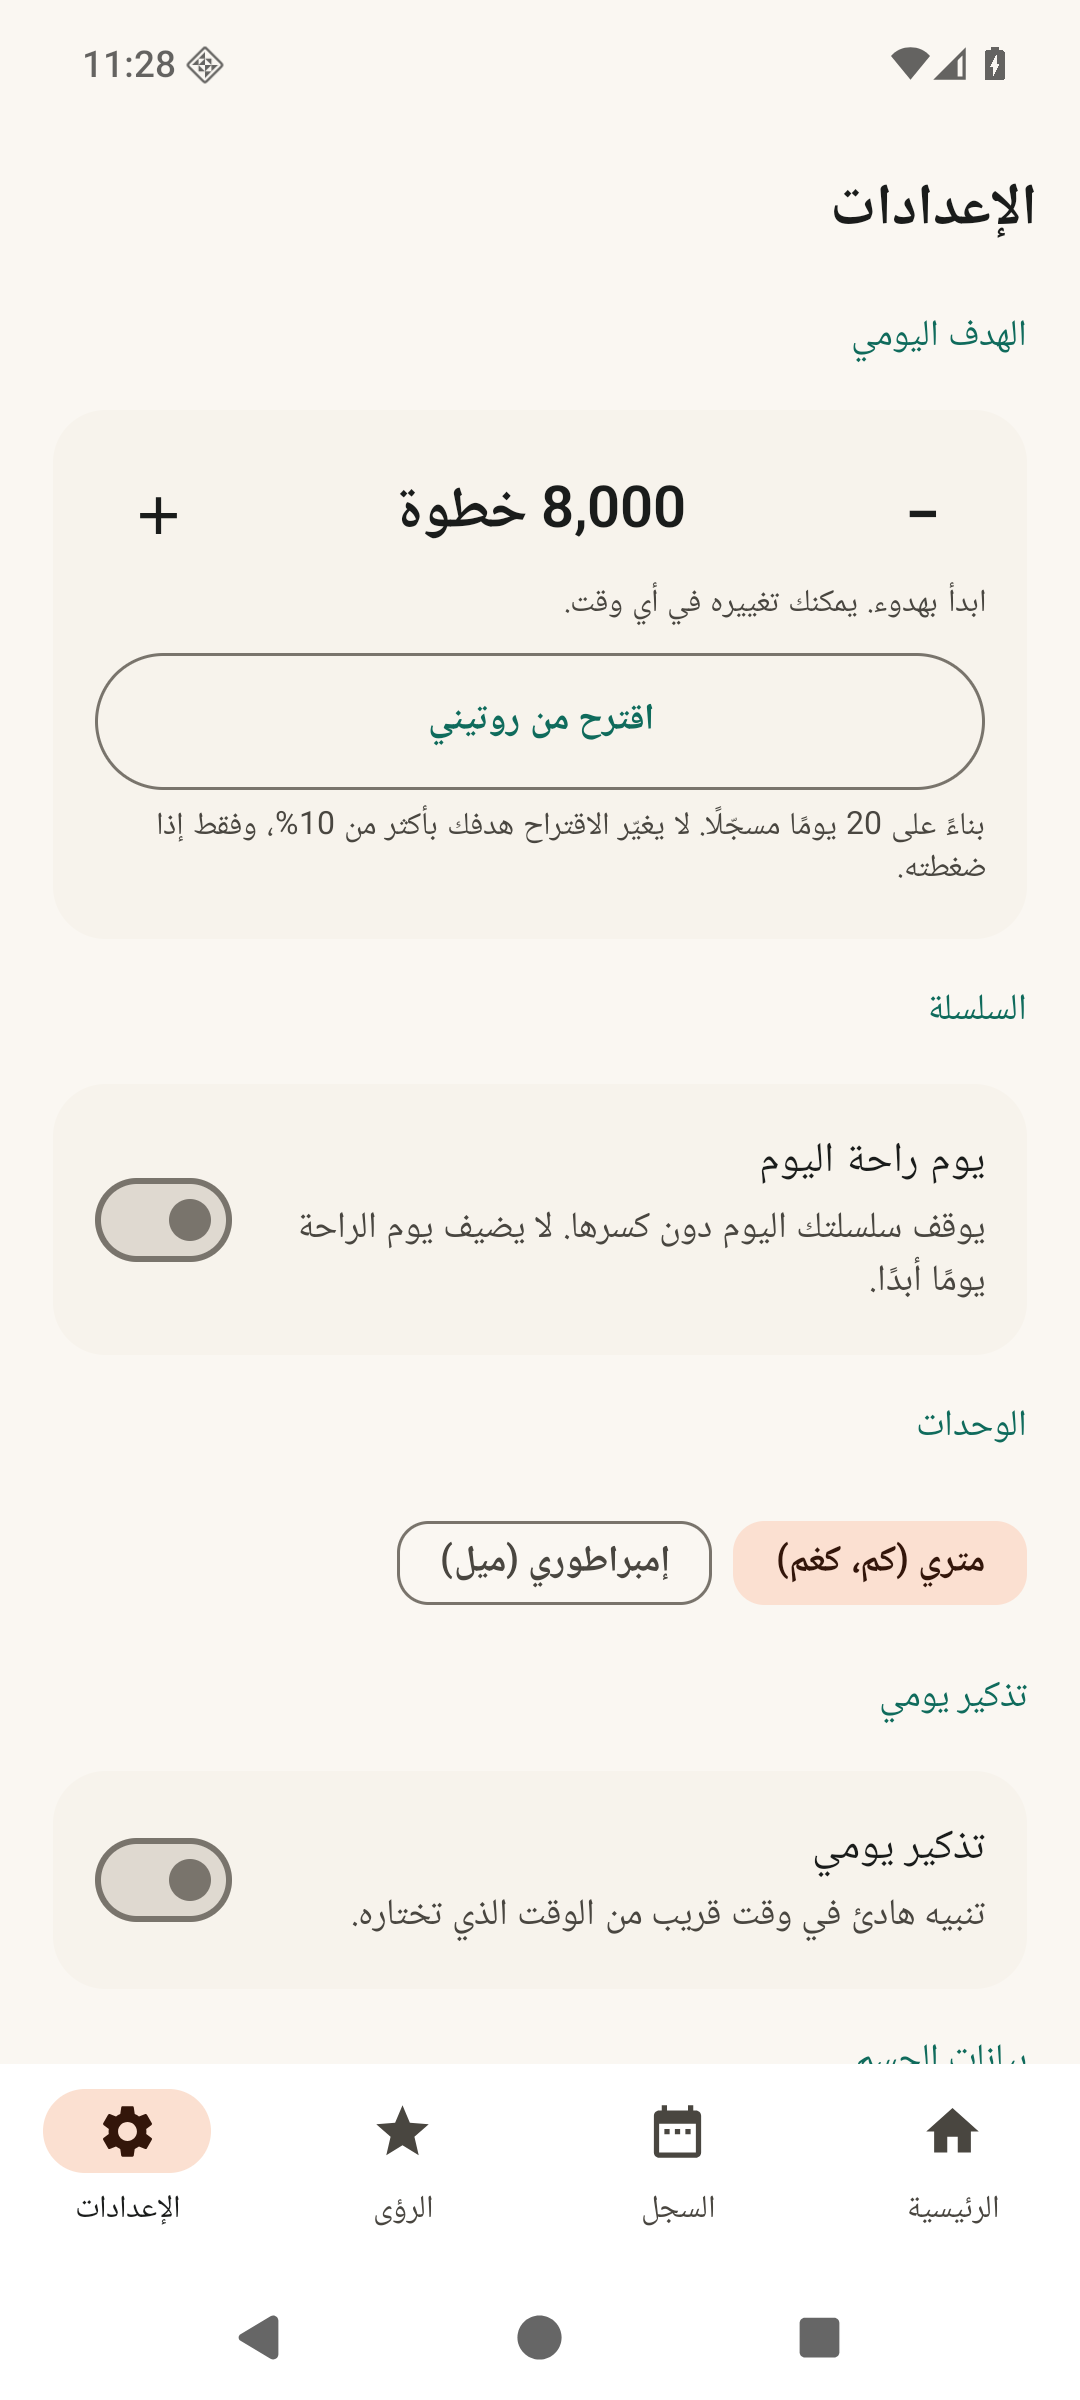 11:28
الإعدادات
الهدف اليومي
− 8,000 خطوة +
ابدأ بهدوء. يمكنك تغييره في أي وقت.
اقترح من روتيني
بناءً على 20 يومًا مسجّلًا. لا يغيّر الاقتراح هدفك بأكثر من 10%، وفقط إذا
ضغطته.
السلسلة
يوم راحة اليوم
يوقف سلسلتك اليوم دون كسرها. لا يضيف يوم الراحة
يومًا أبدًا.
الوحدات
متري (كم، كغم)
إمبراطوري (ميل)
تذكير يومي
تذكير يومي
تنبيه هادئ في وقت قريب من الوقت الذي تختاره.
بيانات الجسم
الرئيسية
السجل
الرؤى
الإعدادات